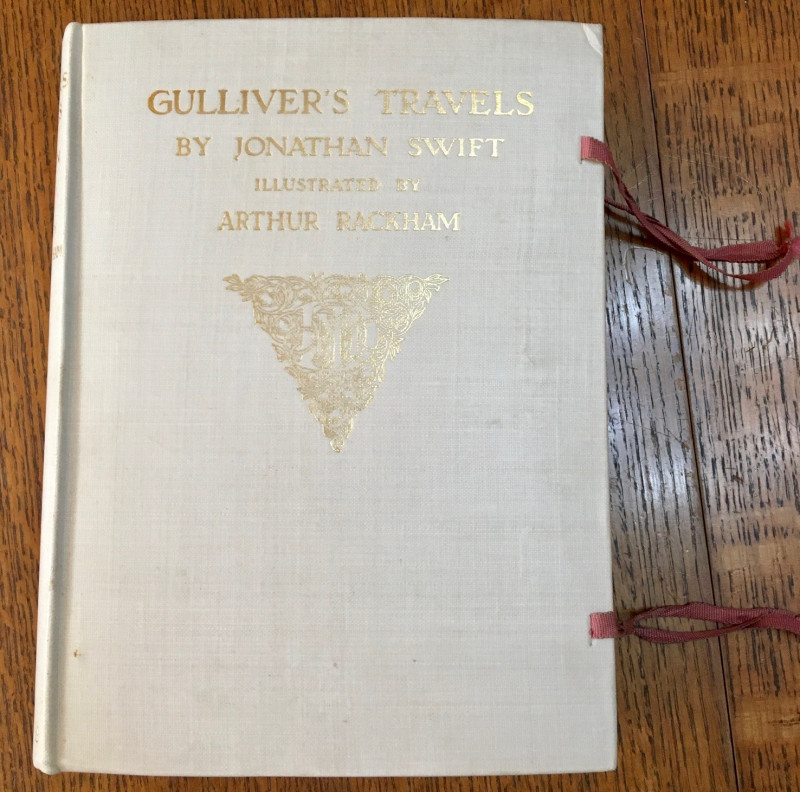 GULLIVER'S TRAVELS
BY JONATHAN SWIFT
ILLUSTRATED BY
ARTHUR RACKHAM